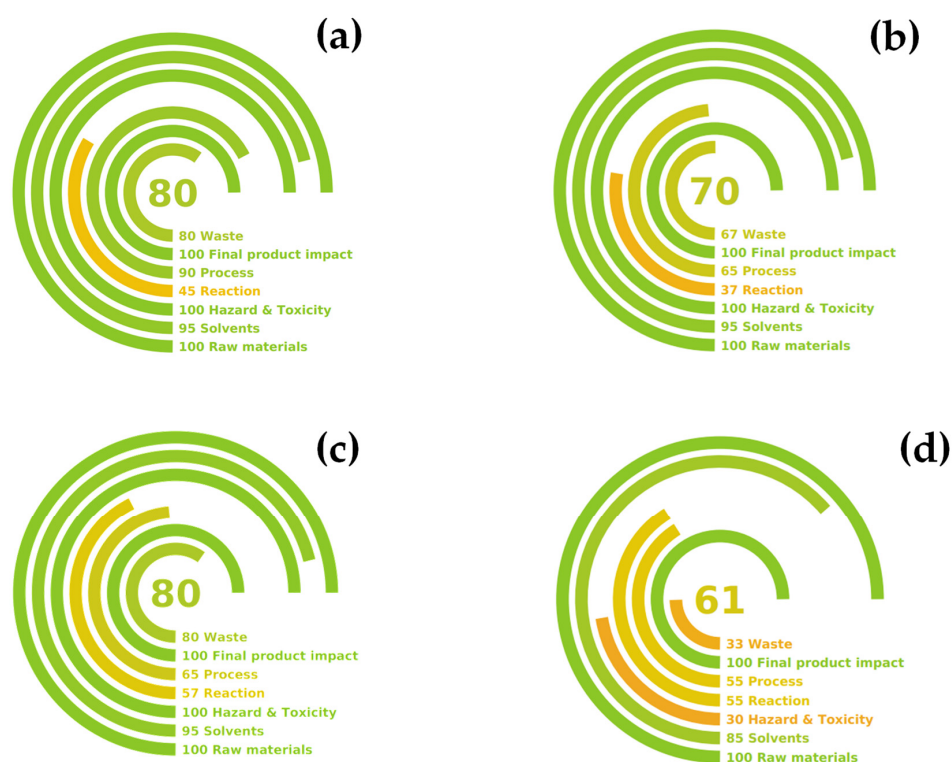 (a)
80
80 Waste
100 Final product impact
90 Process
45 Reaction
100 Hazard & Toxicity
95 Solvents
100 Raw materials
(b)
70
67 Waste
100 Final product impact
65 Process
37 Reaction
100 Hazard & Toxicity
95 Solvents
100 Raw materials
(c)
80
80 Waste
100 Final product impact
65 Process
57 Reaction
100 Hazard & Toxicity
95 Solvents
100 Raw materials
(d)
61
33 Waste
100 Final product impact
55 Process
55 Reaction
30 Hazard & Toxicity
85 Solvents
100 Raw materials